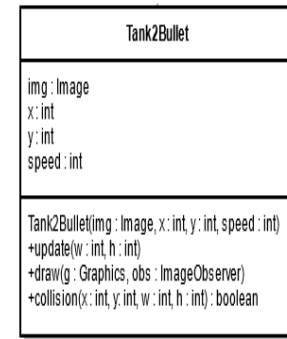 Tank2Bullet
img : Image
x : int
y : int
speed : int
Tank2Bullet(img : Image, x : int, y : int, speed : int)
+update(w : int, h : int)
+draw(g : Graphics, obs : ImageObserver)
+collision(x : int, y: int, w : int, h : int) : boolean